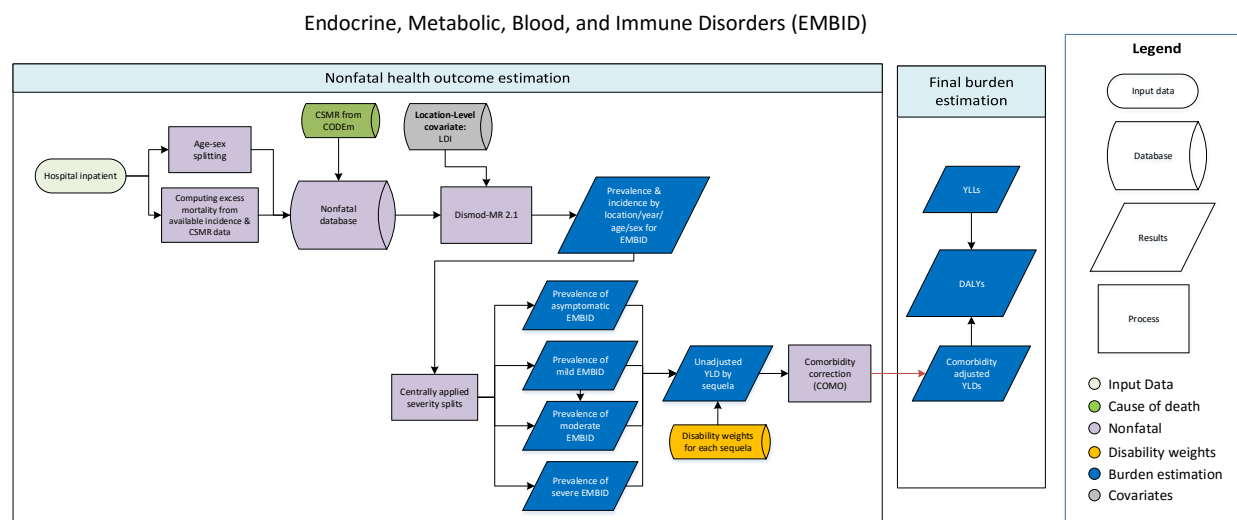 Endocrine, Metabolic, Blood, and Immune Disorders (EMBID)
Nonfatal health outcome estimation
Hospital inpatient
Age-sex
splitting
Computing excess
mortality from
available incidence &
CSMR data
CSMR from
CODEm
Nonfatal
database
Location-Level
covariate:
LDI
Dismod-MR 2.1
Prevalence &
incidence by
location/year/
age/sex for
EMBID
Centrally applied
severity splits
Prevalence of
asymptomatic
EMBID
Prevalence of
mild EMBID
Prevalence of
moderate
EMBID
Prevalence of
severe EMBID
Unadjusted
YLD by
sequela
Disability weights
for each sequela
Comorbidity
correction
(COMO)
Final burden
estimation
YLLs
DALYs
Comorbidity
adjusted
YLDs
Legend
Input data
Database
Results
Process
Input Data
Cause of death
Nonfatal
Disability weights
Burden estimation
Covariates